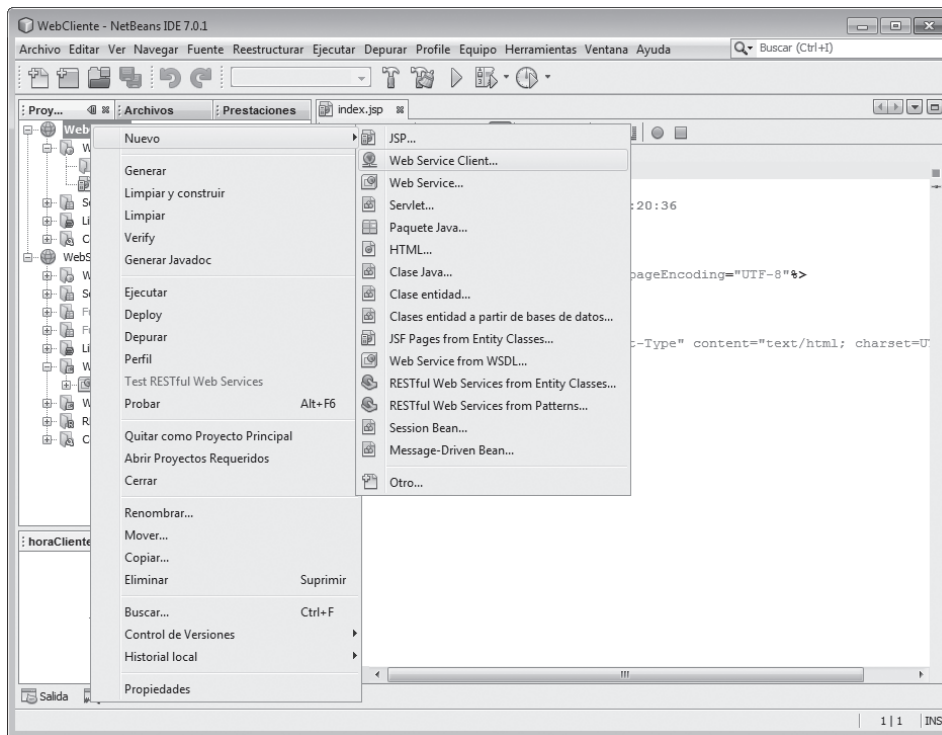 WebCliente - NetBeans IDE 7.0.1
Archivo Editar Ver Navegar Fuente Reestructurar Ejecutar Depurar Profile Equipo Herramientas Ventana Ayuda
Buscar (Ctrl+I)
Proy...
Archivos
Prestaciones
index.jsp
Web
Nuevo
Generar
Limpiar y construir
Limpiar
Verify
Generar Javadoc
Ejecutar
Deploy
Depurar
Perfil
Test RESTful Web Services
Probar Alt+F6
Quitar como Proyecto Principal
Abrir Proyectos Requeridos
Cerrar
Renombrar...
Mover...
Copiar...
Eliminar Suprimir
Buscar... Ctrl+F
Control de Versiones
Historial local
Propiedades
JSP...
Web Service Client...
Web Service...
Servlet...
Paquete Java...
HTML...
Clase Java...
Clase entidad...
Clases entidad a partir de bases de datos...
JSF Pages from Entity Classes...
Web Service from WSDL...
RESTful Web Services from Entity Classes...
RESTful Web Services from Patterns...
Session Bean...
Message-Driven Bean...
Otro...
:20:36
pageEncoding="UTF-8"%>
t-Type" content="text/html; charset=U
horaCliente
Salida
1|1 INS